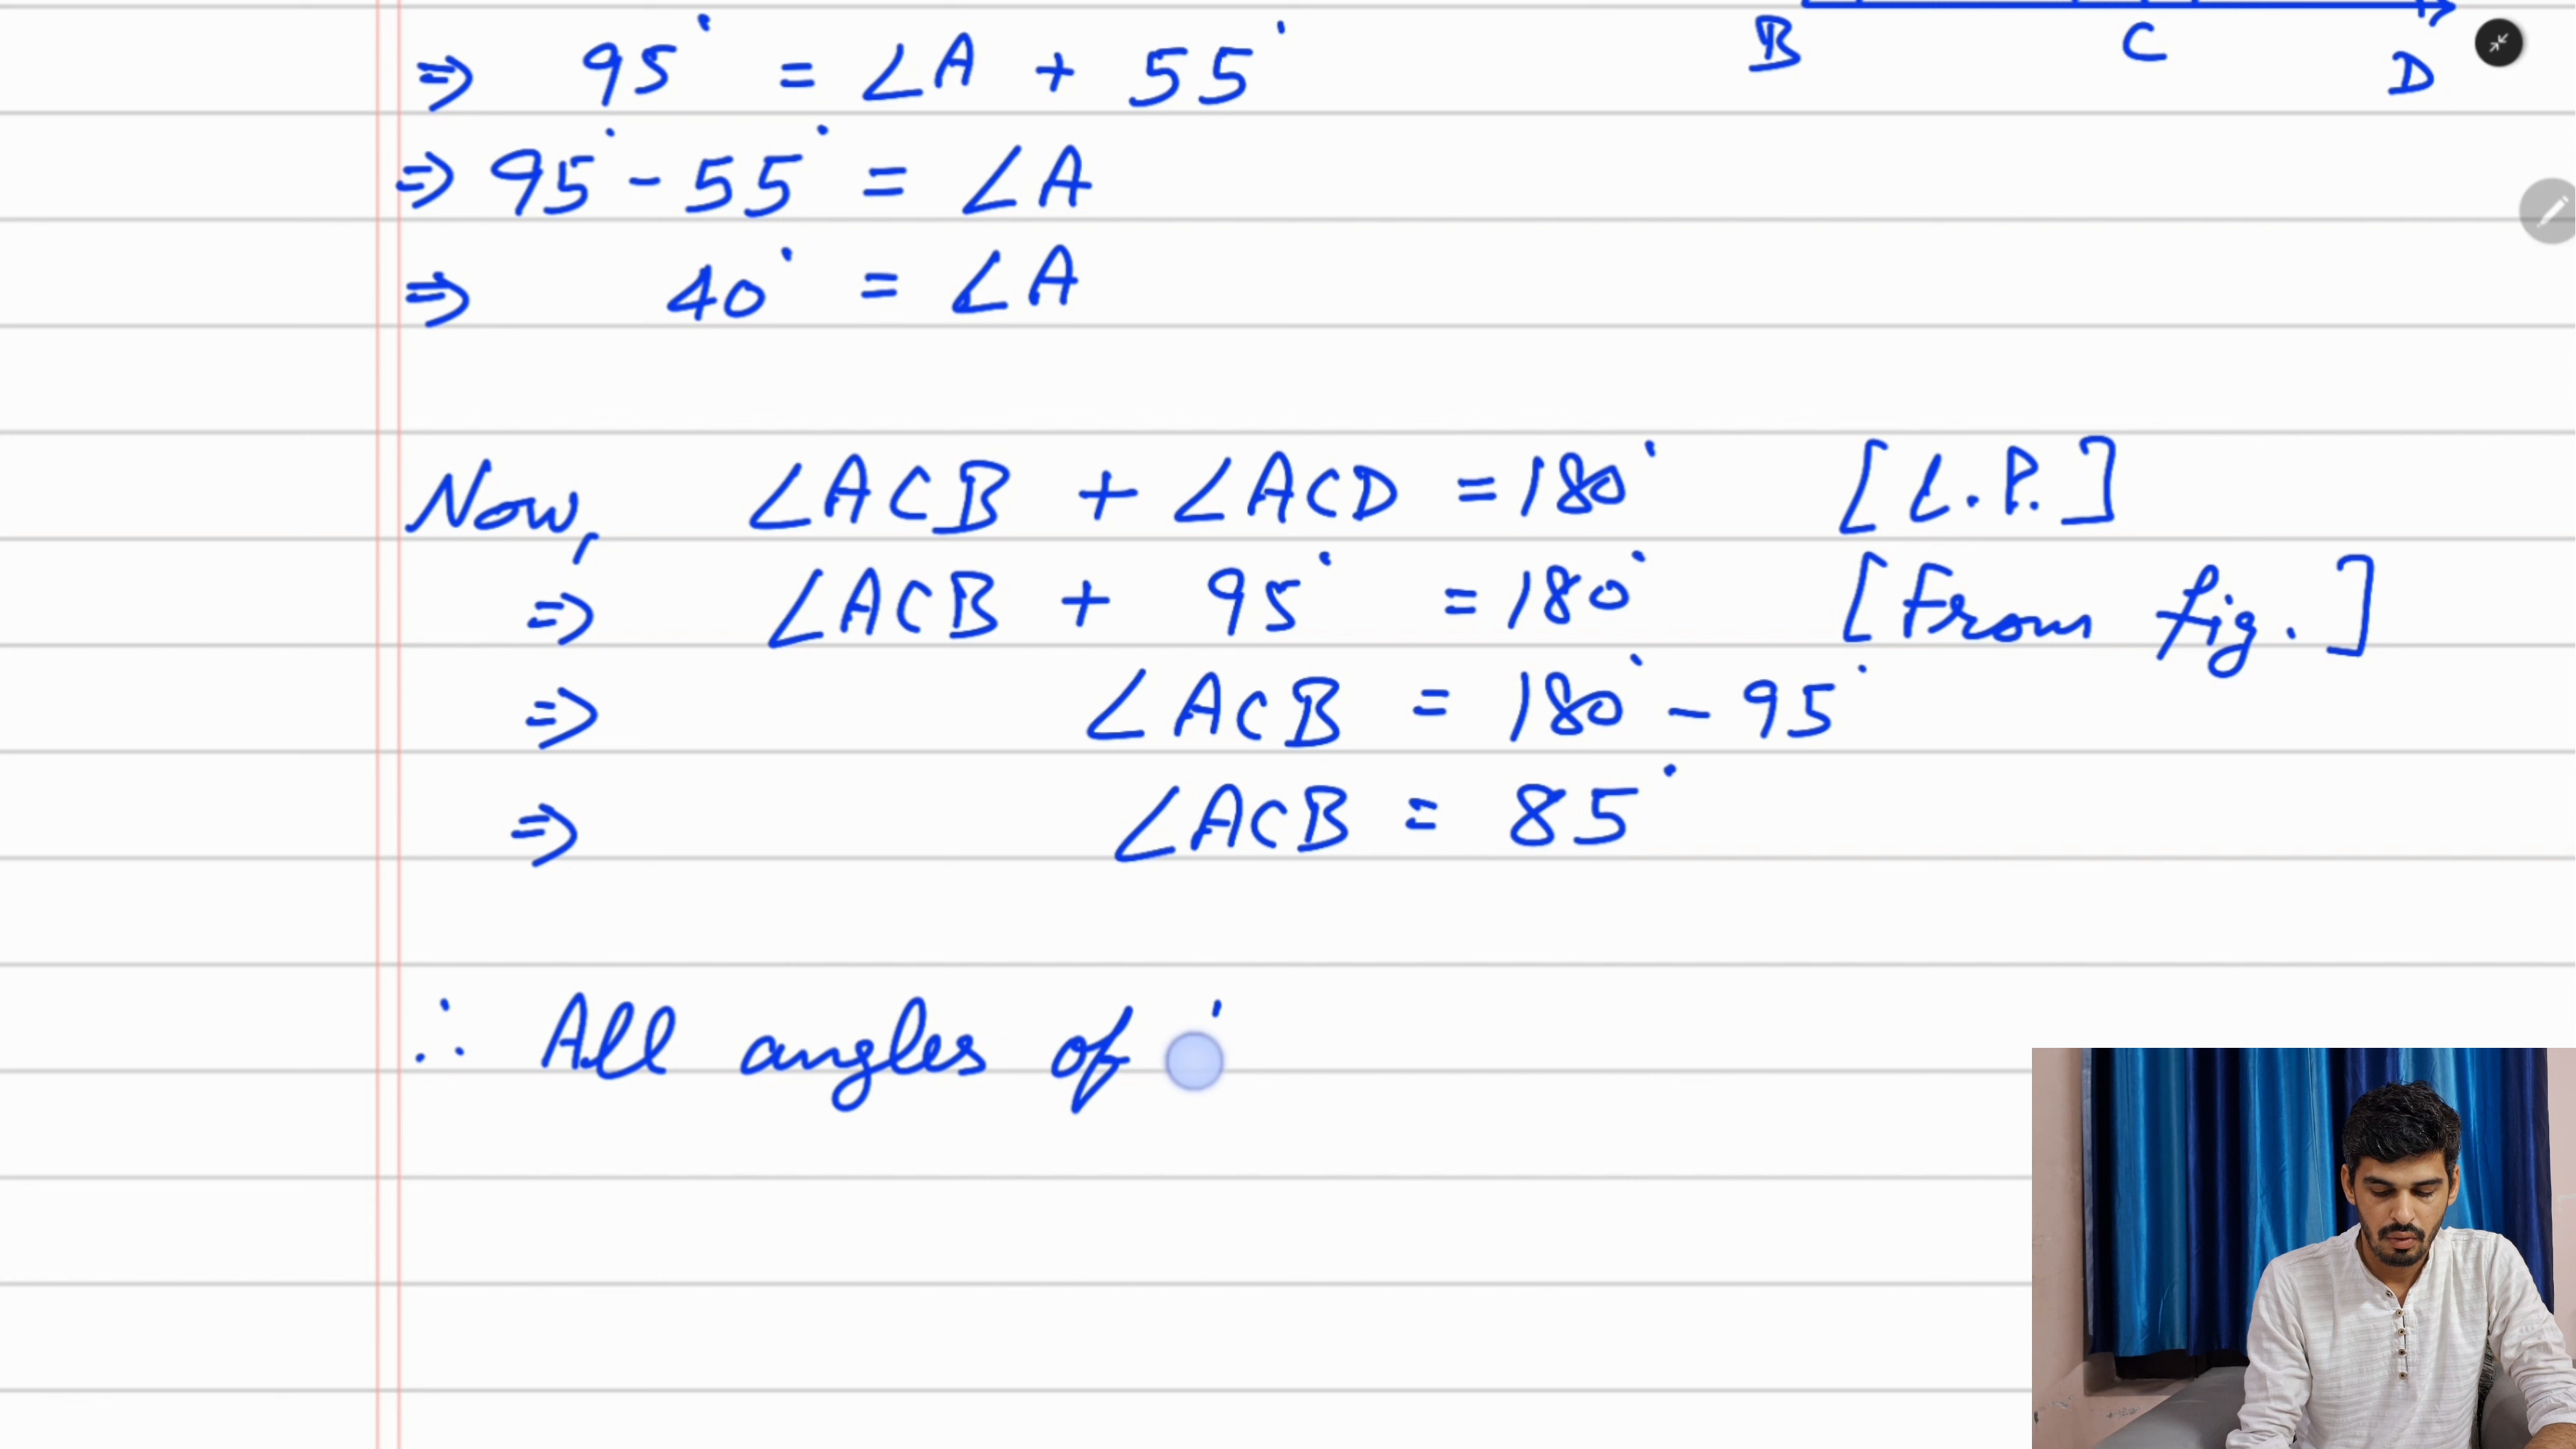 B C D
⇒ 95° = ∠A + 55°
⇒ 95° - 55° = ∠A
⇒ 40° = ∠A
Now, ∠ACB + ∠ACD = 180° [L.P.]
⇒ ∠ACB + 95° = 180° [From fig.]
⇒ ∠ACB = 180° - 95°
⇒ ∠ACB = 85°
∴ All angles of